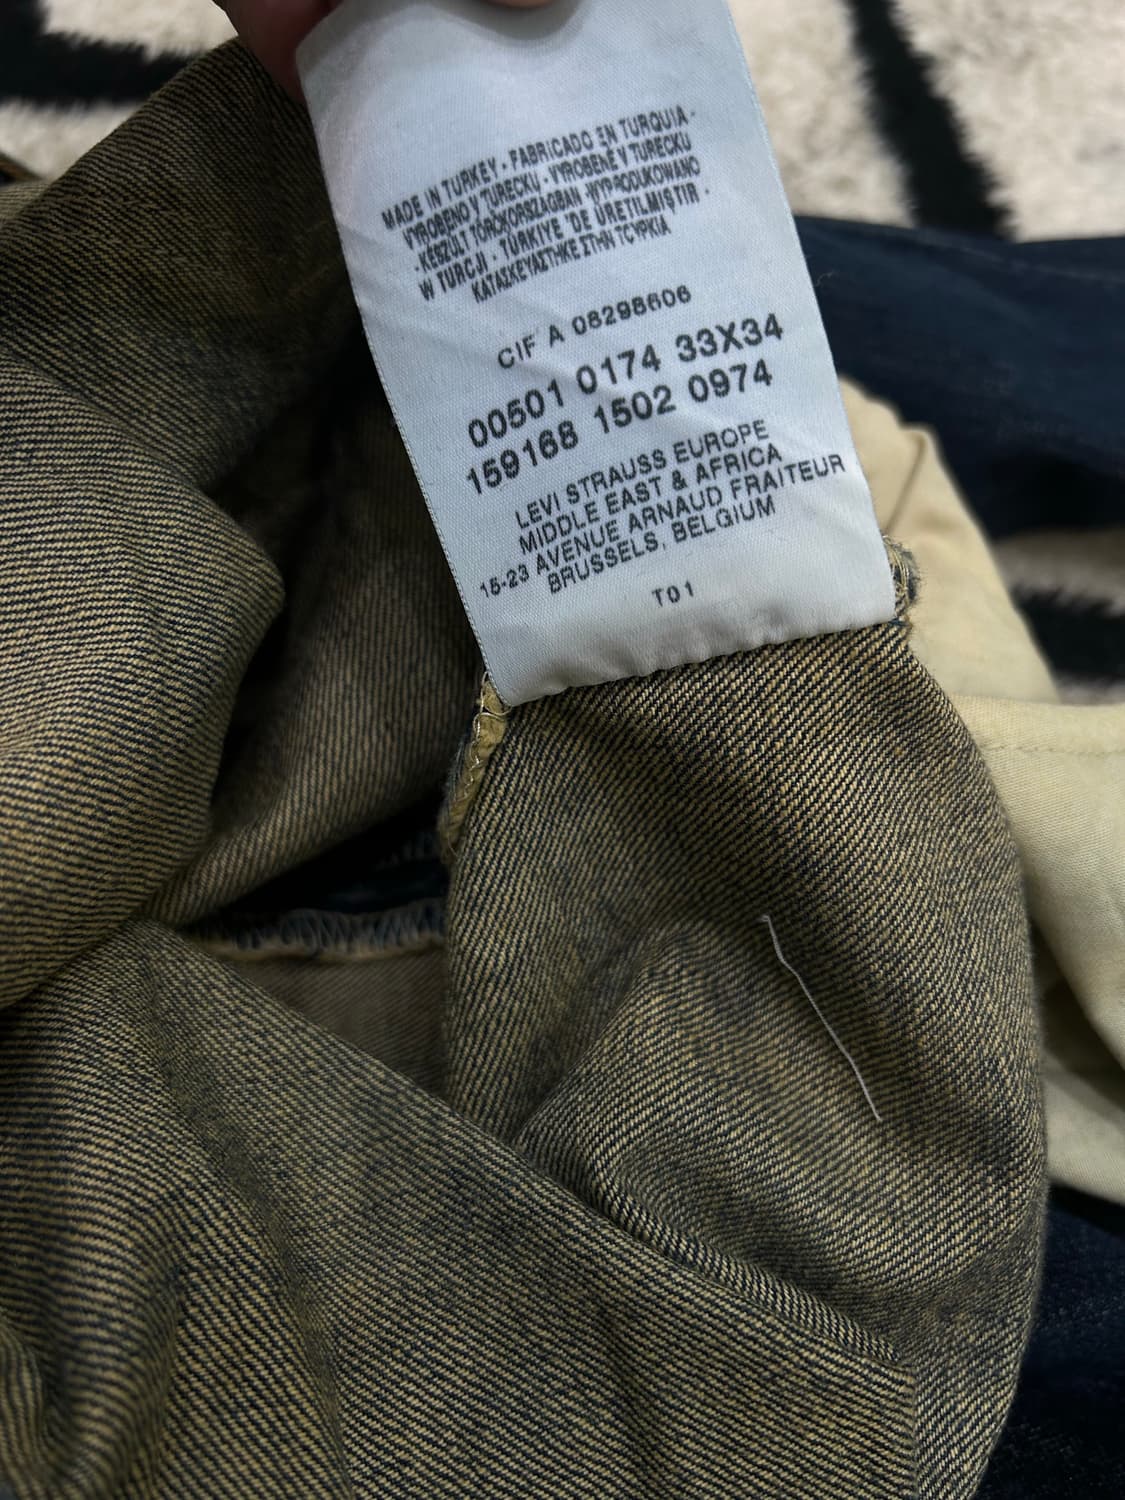 MADE IN TURKEY - FABRICADO EN TURQUIA -
VYROBENO V TURECKU - VYROBENÉ V TURECKU
- KÉSZÜLT TÖRÖKORSZÁGBAN - WYPRODUKOWANO
W TURCJI - TÜRKIYE 'DE ÜRETILMIŞTIR -
ΚΑΤΑΣΚΕΥΑΣΤΗΚΕ ΣΤΗΝ ΤΟΥΡΚΙΑ
CIF A 08298606
00501 0174 33X34
159168 1502 0974
LEVI STRAUSS EUROPE
MIDDLE EAST & AFRICA
15-23 AVENUE ARNAUD FRAITEUR
BRUSSELS, BELGIUM
T01